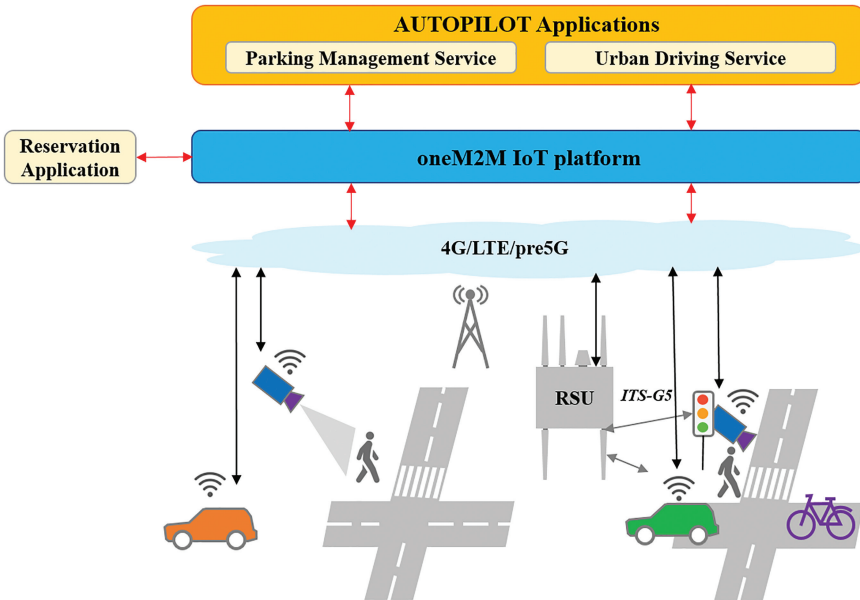 AUTOPILOT Applications
Parking Management Service
Urban Driving Service
Reservation
Application
oneM2M IoT platform
4G/LTE/pre5G
RSU
ITS-G5